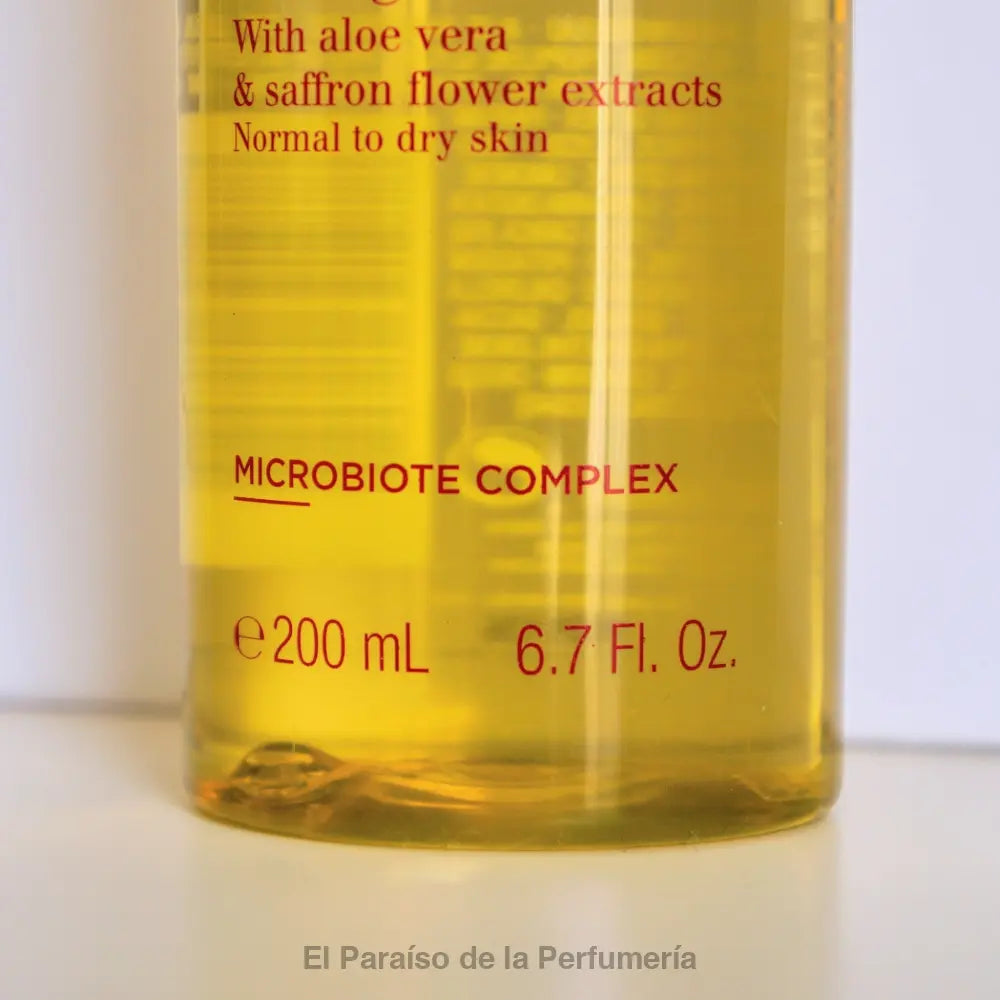 With aloe vera
& saffron flower extracts
Normal to dry skin
MICROBIOTE COMPLEX
℮ 200 mL 6.7 Fl. Oz.
El Paraíso de la Perfumería